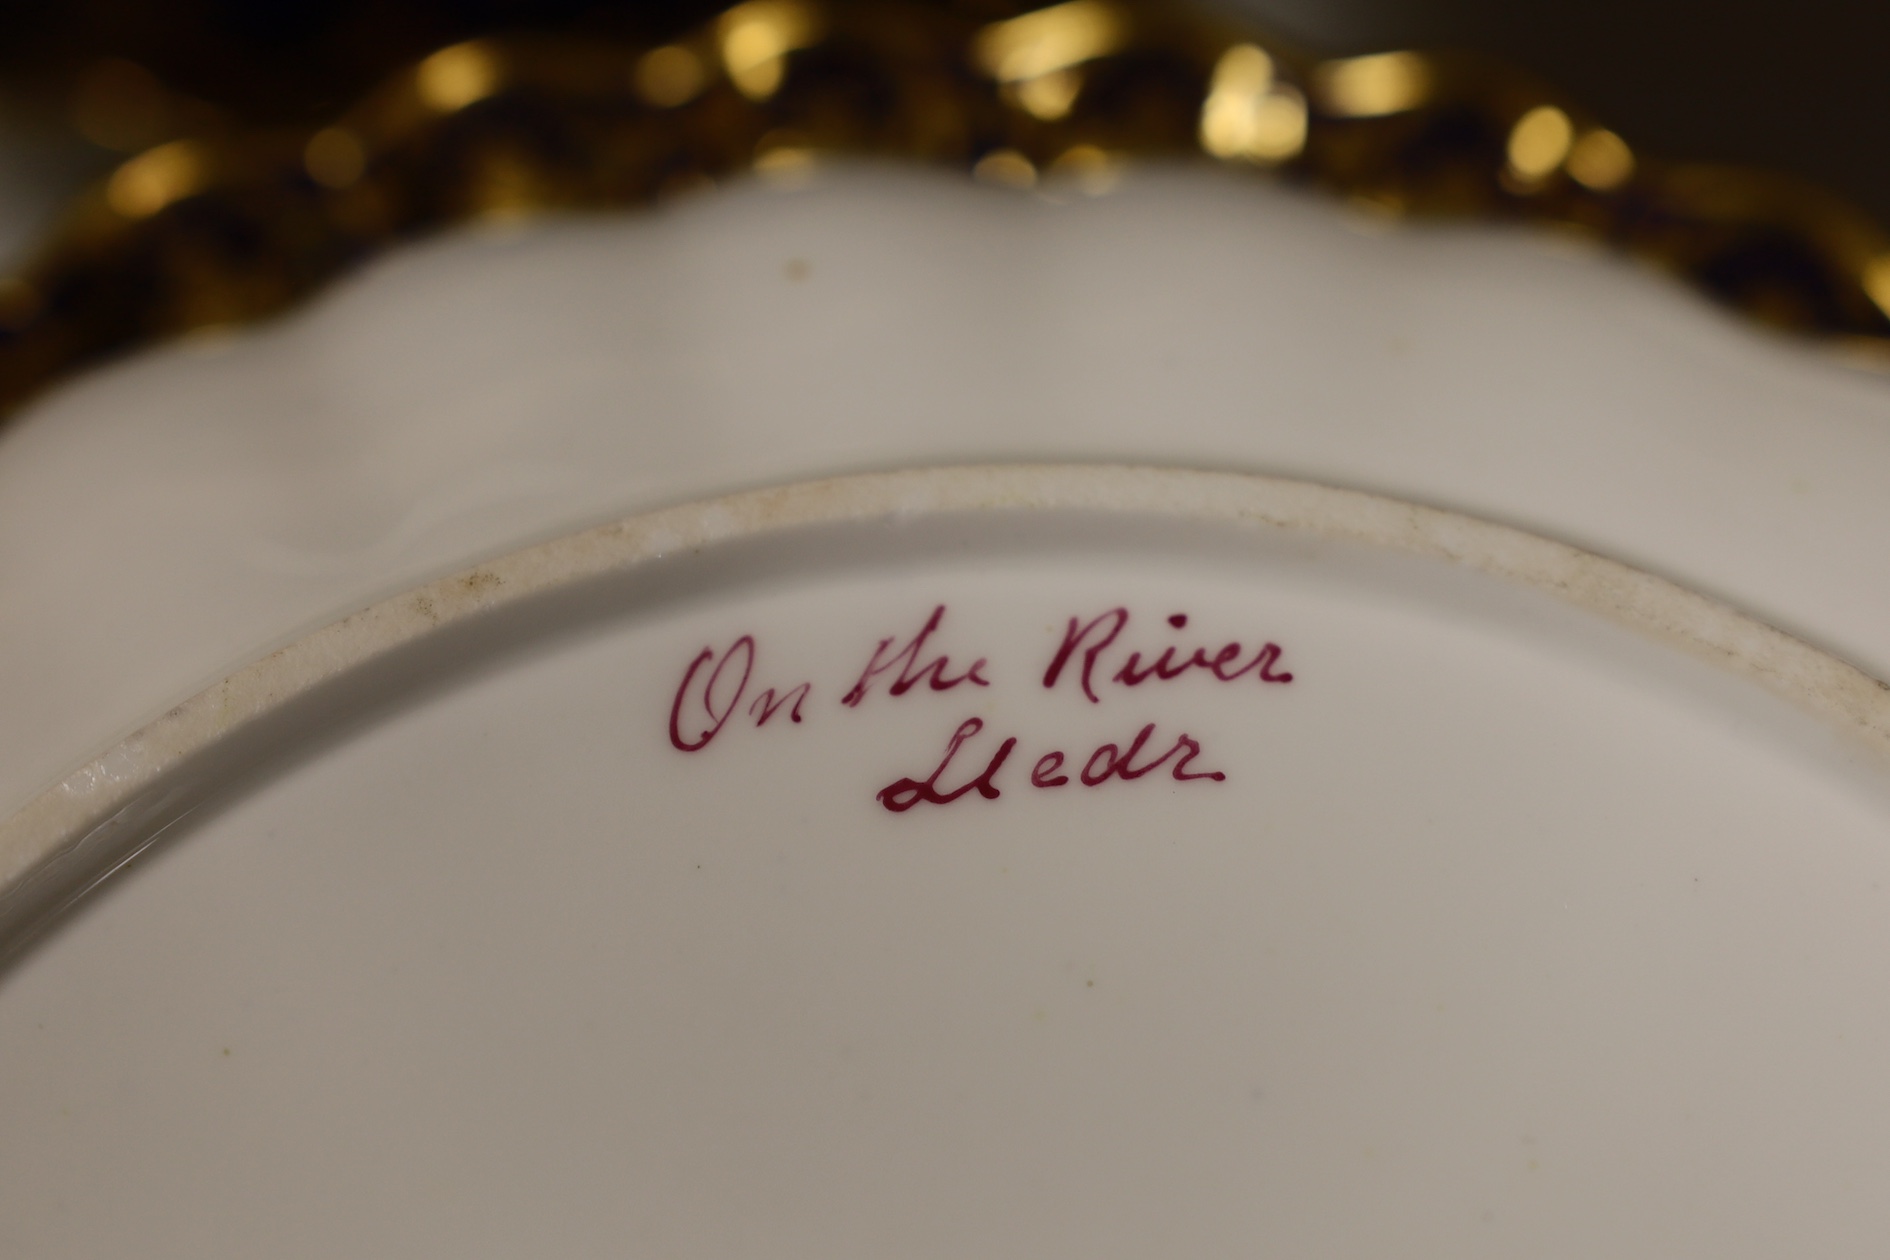 On the River
Lledr